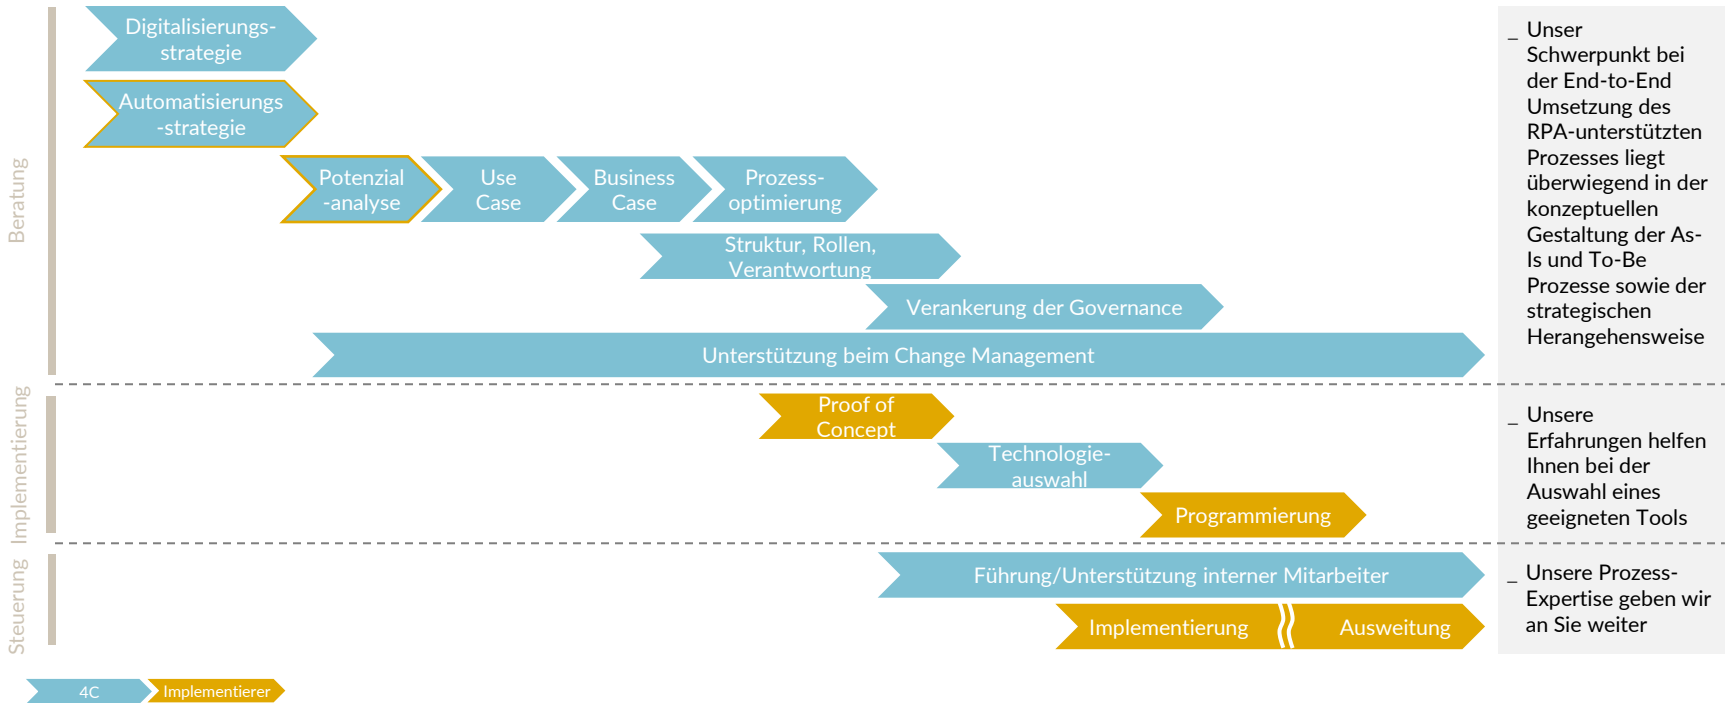 Beratung
Digitalisierungs-
strategie
Automatisierungs
-strategie
Potenzial
-analyse
Use
Case
Business
Case
Prozess-
optimierung
Struktur, Rollen,
Verantwortung
Verankerung der Governance
Unterstützung beim Change Management
_ Unser
Schwerpunkt bei
der End-to-End
Umsetzung des
RPA-unterstützten
Prozesses liegt
überwiegend in der
konzeptuellen
Gestaltung der As-
Is und To-Be
Prozesse sowie der
strategischen
Herangehensweise
Implementierung
Proof of
Concept
Technologie-
auswahl
Programmierung
_ Unsere
Erfahrungen helfen
Ihnen bei der
Auswahl eines
geeigneten Tools
Steuerung
Führung/Unterstützung interner Mitarbeiter
Implementierung
Ausweitung
_ Unsere Prozess-
Expertise geben wir
an Sie weiter
4C
Implementierer